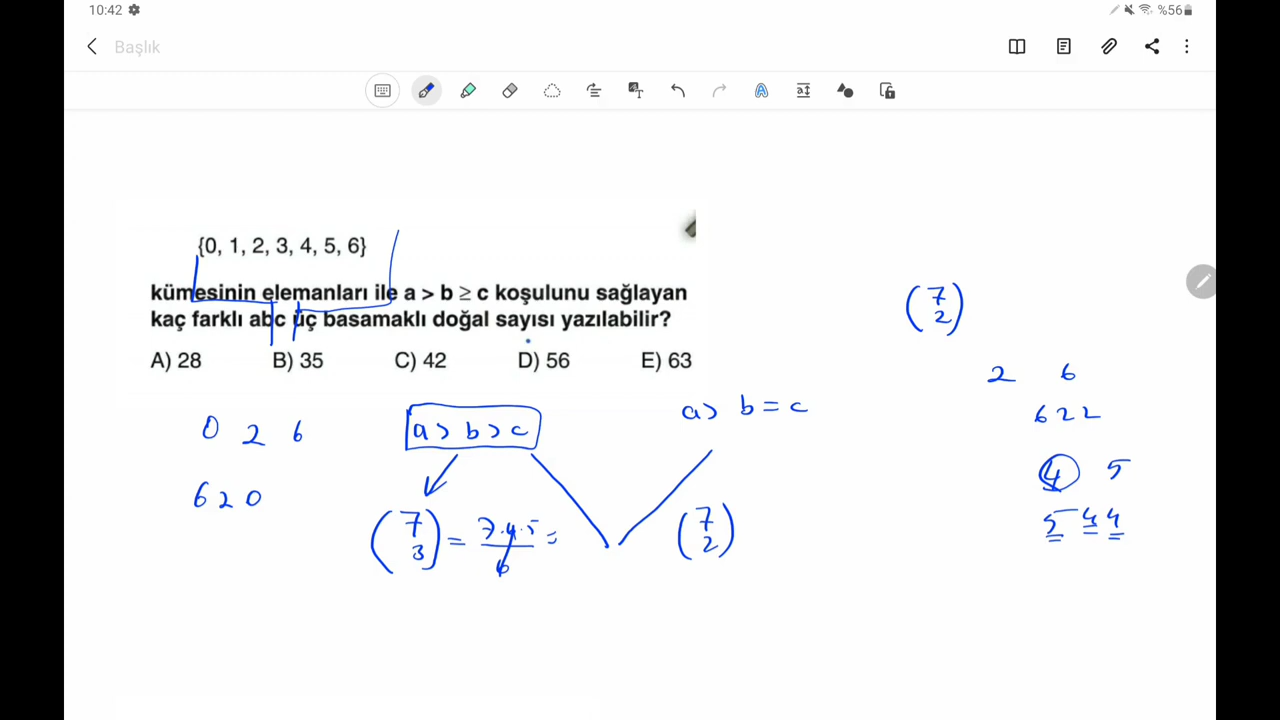 10:42
%56
Başlık
{0, 1, 2, 3, 4, 5, 6}
kümesinin elemanları ile a > b ≥ c koşulunu sağlayan
kaç farklı abc üç basamaklı doğal sayısı yazılabilir?
A) 28 B) 35 C) 42 D) 56 E) 63
0 2 6
6 2 0
a > b > c
(7 3) = 7.6.5/6 =
a > b = c
(7 2)
(7 2)
2 6
6 2 2
4 5
5 4 4